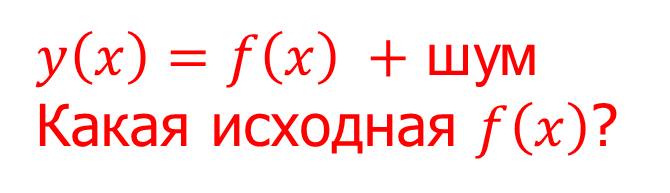 y(x) = f(x) + шум
Какая исходная f(x)?